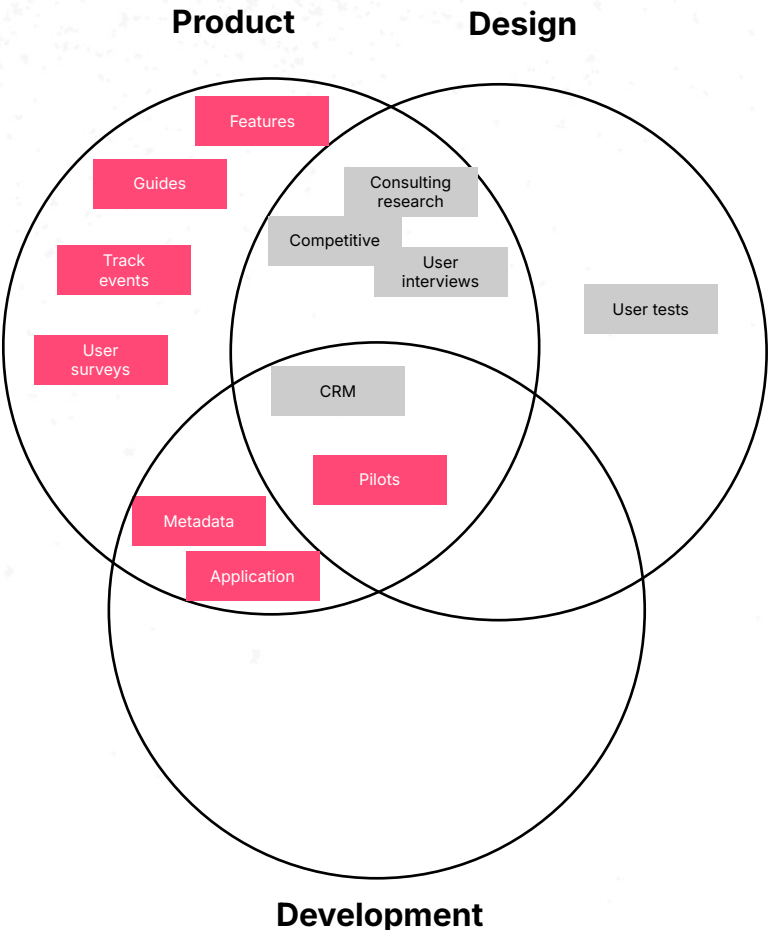 Product
Design
Features
Guides
Consulting
research
Competitive
Track
events
User
interviews
User tests
User
surveys
CRM
Pilots
Metadata
Application
Development